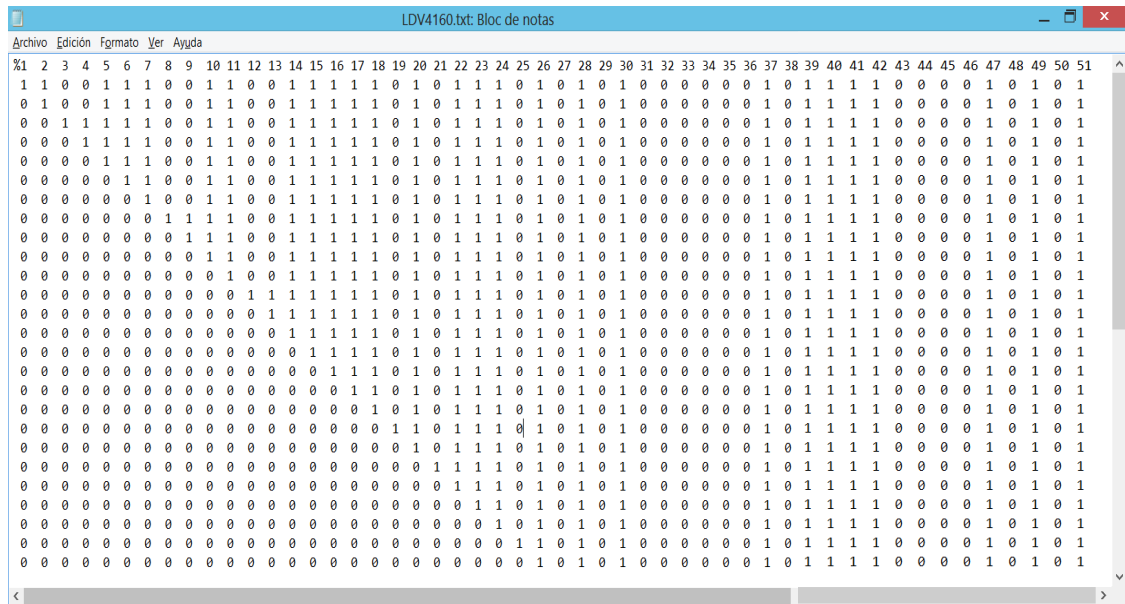 LDV4160.txt: Bloc de notas
Archivo Edición Formato Ver Ayuda
%1 2 3 4 5 6 7 8 9 10 11 12 13 14 15 16 17 18 19 20 21 22 23 24 25 26 27 28 29 30 31 32 33 34 35 36 37 38 39 40 41 42 43 44 45 46 47 48 49 50 51
1 1 0 0 1 1 1 0 0 1 1 0 0 1 1 1 1 1 0 1 0 1 1 1 0 1 0 1 0 1 0 0 0 0 0 0 1 0 1 1 1 1 0 0 0 0 1 0 1 0 1
0 1 0 0 1 1 1 0 0 1 1 0 0 1 1 1 1 1 0 1 0 1 1 1 0 1 0 1 0 1 0 0 0 0 0 0 1 0 1 1 1 1 0 0 0 0 1 0 1 0 1
0 0 1 1 1 1 1 0 0 1 1 0 0 1 1 1 1 1 0 1 0 1 1 1 0 1 0 1 0 1 0 0 0 0 0 0 1 0 1 1 1 1 0 0 0 0 1 0 1 0 1
0 0 0 1 1 1 1 0 0 1 1 0 0 1 1 1 1 1 0 1 0 1 1 1 0 1 0 1 0 1 0 0 0 0 0 0 1 0 1 1 1 1 0 0 0 0 1 0 1 0 1
0 0 0 0 1 1 1 0 0 1 1 0 0 1 1 1 1 1 0 1 0 1 1 1 0 1 0 1 0 1 0 0 0 0 0 0 1 0 1 1 1 1 0 0 0 0 1 0 1 0 1
0 0 0 0 0 1 1 0 0 1 1 0 0 1 1 1 1 1 0 1 0 1 1 1 0 1 0 1 0 1 0 0 0 0 0 0 1 0 1 1 1 1 0 0 0 0 1 0 1 0 1
0 0 0 0 0 0 1 0 0 1 1 0 0 1 1 1 1 1 0 1 0 1 1 1 0 1 0 1 0 1 0 0 0 0 0 0 1 0 1 1 1 1 0 0 0 0 1 0 1 0 1
0 0 0 0 0 0 0 1 1 1 1 0 0 1 1 1 1 1 0 1 0 1 1 1 0 1 0 1 0 1 0 0 0 0 0 0 1 0 1 1 1 1 0 0 0 0 1 0 1 0 1
0 0 0 0 0 0 0 0 1 1 1 0 0 1 1 1 1 1 0 1 0 1 1 1 0 1 0 1 0 1 0 0 0 0 0 0 1 0 1 1 1 1 0 0 0 0 1 0 1 0 1
0 0 0 0 0 0 0 0 0 1 1 0 0 1 1 1 1 1 0 1 0 1 1 1 0 1 0 1 0 1 0 0 0 0 0 0 1 0 1 1 1 1 0 0 0 0 1 0 1 0 1
0 0 0 0 0 0 0 0 0 0 1 0 0 1 1 1 1 1 0 1 0 1 1 1 0 1 0 1 0 1 0 0 0 0 0 0 1 0 1 1 1 1 0 0 0 0 1 0 1 0 1
0 0 0 0 0 0 0 0 0 0 0 1 1 1 1 1 1 1 0 1 0 1 1 1 0 1 0 1 0 1 0 0 0 0 0 0 1 0 1 1 1 1 0 0 0 0 1 0 1 0 1
0 0 0 0 0 0 0 0 0 0 0 0 1 1 1 1 1 1 0 1 0 1 1 1 0 1 0 1 0 1 0 0 0 0 0 0 1 0 1 1 1 1 0 0 0 0 1 0 1 0 1
0 0 0 0 0 0 0 0 0 0 0 0 0 1 1 1 1 1 0 1 0 1 1 1 0 1 0 1 0 1 0 0 0 0 0 0 1 0 1 1 1 1 0 0 0 0 1 0 1 0 1
0 0 0 0 0 0 0 0 0 0 0 0 0 0 1 1 1 1 0 1 0 1 1 1 0 1 0 1 0 1 0 0 0 0 0 0 1 0 1 1 1 1 0 0 0 0 1 0 1 0 1
0 0 0 0 0 0 0 0 0 0 0 0 0 0 0 1 1 1 0 1 0 1 1 1 0 1 0 1 0 1 0 0 0 0 0 0 1 0 1 1 1 1 0 0 0 0 1 0 1 0 1
0 0 0 0 0 0 0 0 0 0 0 0 0 0 0 0 1 1 0 1 0 1 1 1 0 1 0 1 0 1 0 0 0 0 0 0 1 0 1 1 1 1 0 0 0 0 1 0 1 0 1
0 0 0 0 0 0 0 0 0 0 0 0 0 0 0 0 0 1 0 1 0 1 1 1 0 1 0 1 0 1 0 0 0 0 0 0 1 0 1 1 1 1 0 0 0 0 1 0 1 0 1
0 0 0 0 0 0 0 0 0 0 0 0 0 0 0 0 0 0 1 1 0 1 1 1 0 1 0 1 0 1 0 0 0 0 0 0 1 0 1 1 1 1 0 0 0 0 1 0 1 0 1
0 0 0 0 0 0 0 0 0 0 0 0 0 0 0 0 0 0 0 1 0 1 1 1 0 1 0 1 0 1 0 0 0 0 0 0 1 0 1 1 1 1 0 0 0 0 1 0 1 0 1
0 0 0 0 0 0 0 0 0 0 0 0 0 0 0 0 0 0 0 0 1 1 1 1 0 1 0 1 0 1 0 0 0 0 0 0 1 0 1 1 1 1 0 0 0 0 1 0 1 0 1
0 0 0 0 0 0 0 0 0 0 0 0 0 0 0 0 0 0 0 0 0 1 1 1 0 1 0 1 0 1 0 0 0 0 0 0 1 0 1 1 1 1 0 0 0 0 1 0 1 0 1
0 0 0 0 0 0 0 0 0 0 0 0 0 0 0 0 0 0 0 0 0 0 1 1 0 1 0 1 0 1 0 0 0 0 0 0 1 0 1 1 1 1 0 0 0 0 1 0 1 0 1
0 0 0 0 0 0 0 0 0 0 0 0 0 0 0 0 0 0 0 0 0 0 0 1 0 1 0 1 0 1 0 0 0 0 0 0 1 0 1 1 1 1 0 0 0 0 1 0 1 0 1
0 0 0 0 0 0 0 0 0 0 0 0 0 0 0 0 0 0 0 0 0 0 0 0 1 1 0 1 0 1 0 0 0 0 0 0 1 0 1 1 1 1 0 0 0 0 1 0 1 0 1
0 0 0 0 0 0 0 0 0 0 0 0 0 0 0 0 0 0 0 0 0 0 0 0 0 1 0 1 0 1 0 0 0 0 0 0 1 0 1 1 1 1 0 0 0 0 1 0 1 0 1